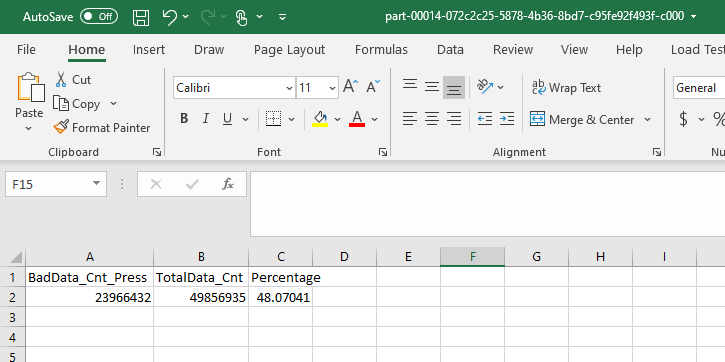 AutoSave Off part-00014-072c2c25-5878-4b36-8bd7-c95fe92f493f-c000
File Home Insert Draw Page Layout Formulas Data Review View Help Load Test
Paste Cut Copy Format Painter
Calibri 11 A A
B I U A
ab Wrap Text
Merge & Center
General
$ %
Clipboard Font Alignment Nu
F15 fx
A B C D E F G H I
1 BadData_Cnt_Press TotalData_Cnt Percentage
2 23966432 49856935 48.07041
3
4
5